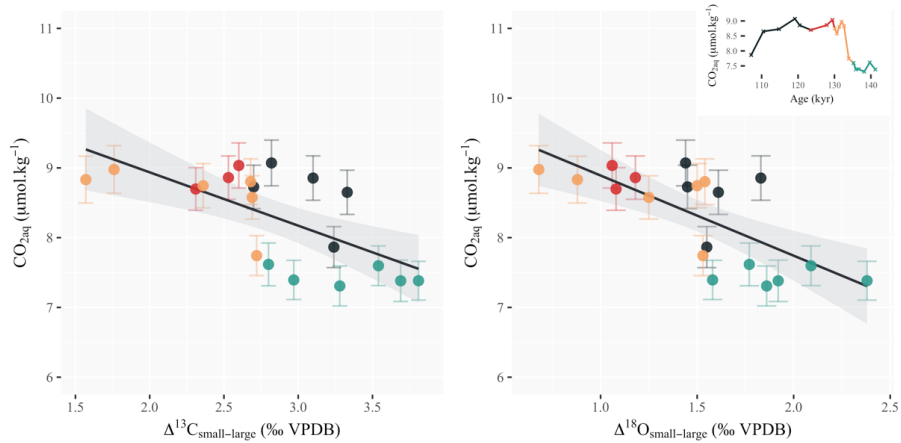 11
10
9
8
7
6
CO2aq (μmol.kg−1)
1.5 2.0 2.5 3.0 3.5
Δ13Csmall−large (‰ VPDB)
11
10
9
8
7
6
CO2aq (μmol.kg−1)
1.0 1.5 2.0 2.5
Δ18Osmall−large (‰ VPDB)
9.0
8.5
8.0
7.5
CO2aq (μmol.kg−1)
110 120 130 140
Age (kyr)